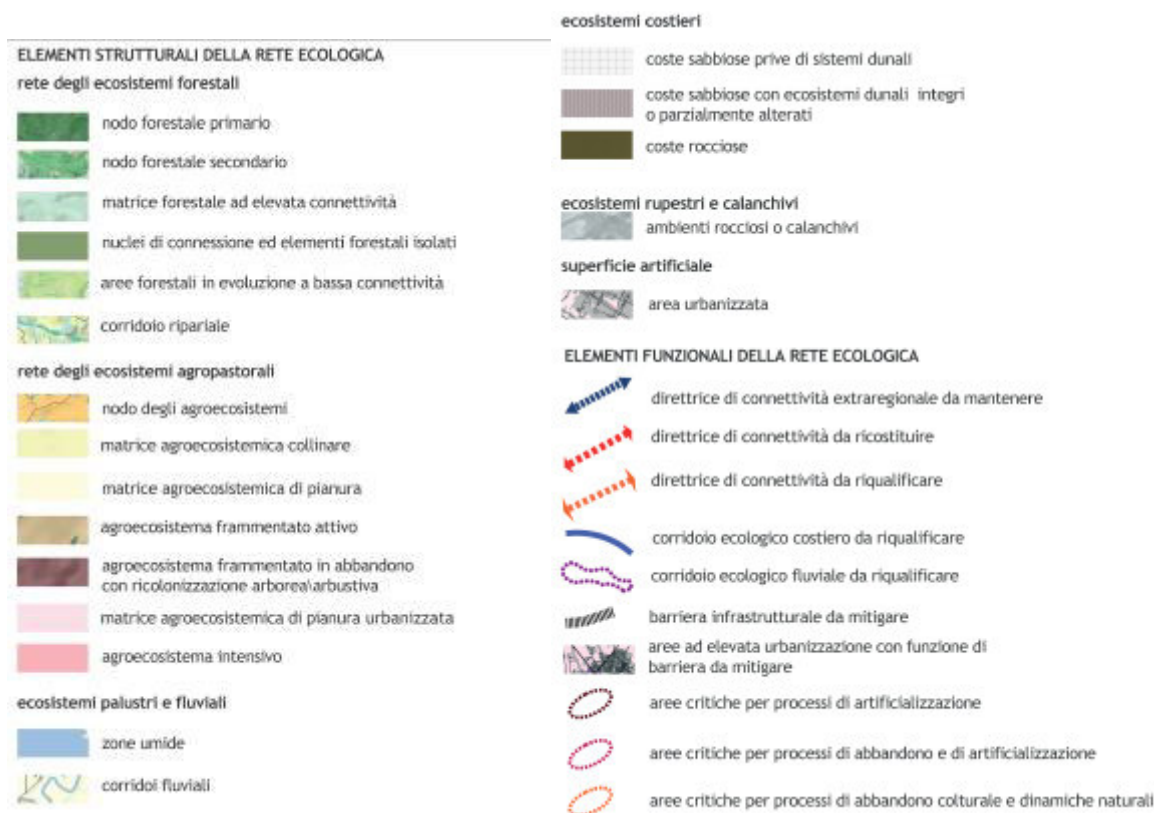 ELEMENTI STRUTTURALI DELLA RETE ECOLOGICA
rete degli ecosistemi forestali
nodo forestale primario
nodo forestale secondario
matrice forestale ad elevata connettività
nuclei di connessione ed elementi forestali isolati
aree forestali in evoluzione a bassa connettività
corridoio ripariale
rete degli ecosistemi agropastorali
nodo degli agroecosistemi
matrice agroecosistemica collinare
matrice agroecosistemica di pianura
agroecosistema frammentato attivo
agroecosistema frammentato in abbandono
con ricolonizzazione arborea\arbustiva
matrice agroecosistemica di pianura urbanizzata
agroecosistema intensivo
ecosistemi palustri e fluviali
zone umide
corridoi fluviali
ecosistemi costieri
coste sabbiose prive di sistemi dunali
coste sabbiose con ecosistemi dunali integri
o parzialmente alterati
coste rocciose
ecosistemi rupestri e calanchivi
ambienti rocciosi o calanchivi
superficie artificiale
area urbanizzata
ELEMENTI FUNZIONALI DELLA RETE ECOLOGICA
direttrice di connettività extraregionale da mantenere
direttrice di connettività da ricostituire
direttrice di connettività da riqualificare
corridoio ecologico costiero da riqualificare
corridoio ecologico fluviale da riqualificare
barriera infrastrutturale da mitigare
aree ad elevata urbanizzazione con funzione di
barriera da mitigare
aree critiche per processi di artificializzazione
aree critiche per processi di abbandono e di artificializzazione
aree critiche per processi di abbandono colturale e dinamiche naturali